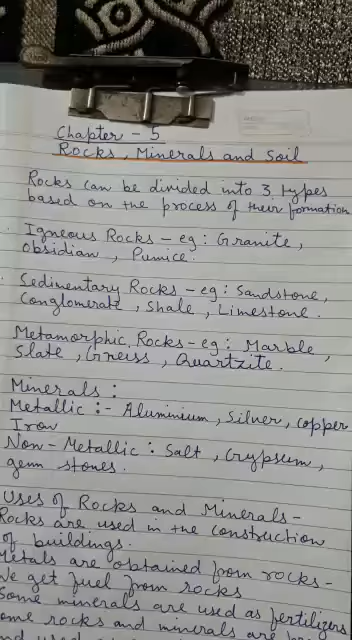 Chapter - 5
Rocks, Minerals and Soil
Rocks can be divided into 3 types
based on the process of their formation
Igneous Rocks - eg: Granite,
Obsidian, Pumice.
Sedimentary Rocks - eg: Sandstone,
Conglomerate, Shale, Limestone.
Metamorphic Rocks - eg: Marble,
Slate, Gneiss, Quartzite.
Minerals:
Metallic :- Aluminium, Silver, copper
Iron
Non-Metallic: Salt, Gypsum,
gem stones.
Uses of Rocks and Minerals-
Rocks are used in the construction
of buildings.
Metals are obtained from rocks-
We get fuel from rocks
Some minerals are used as fertilizers
ome rocks and minerals are